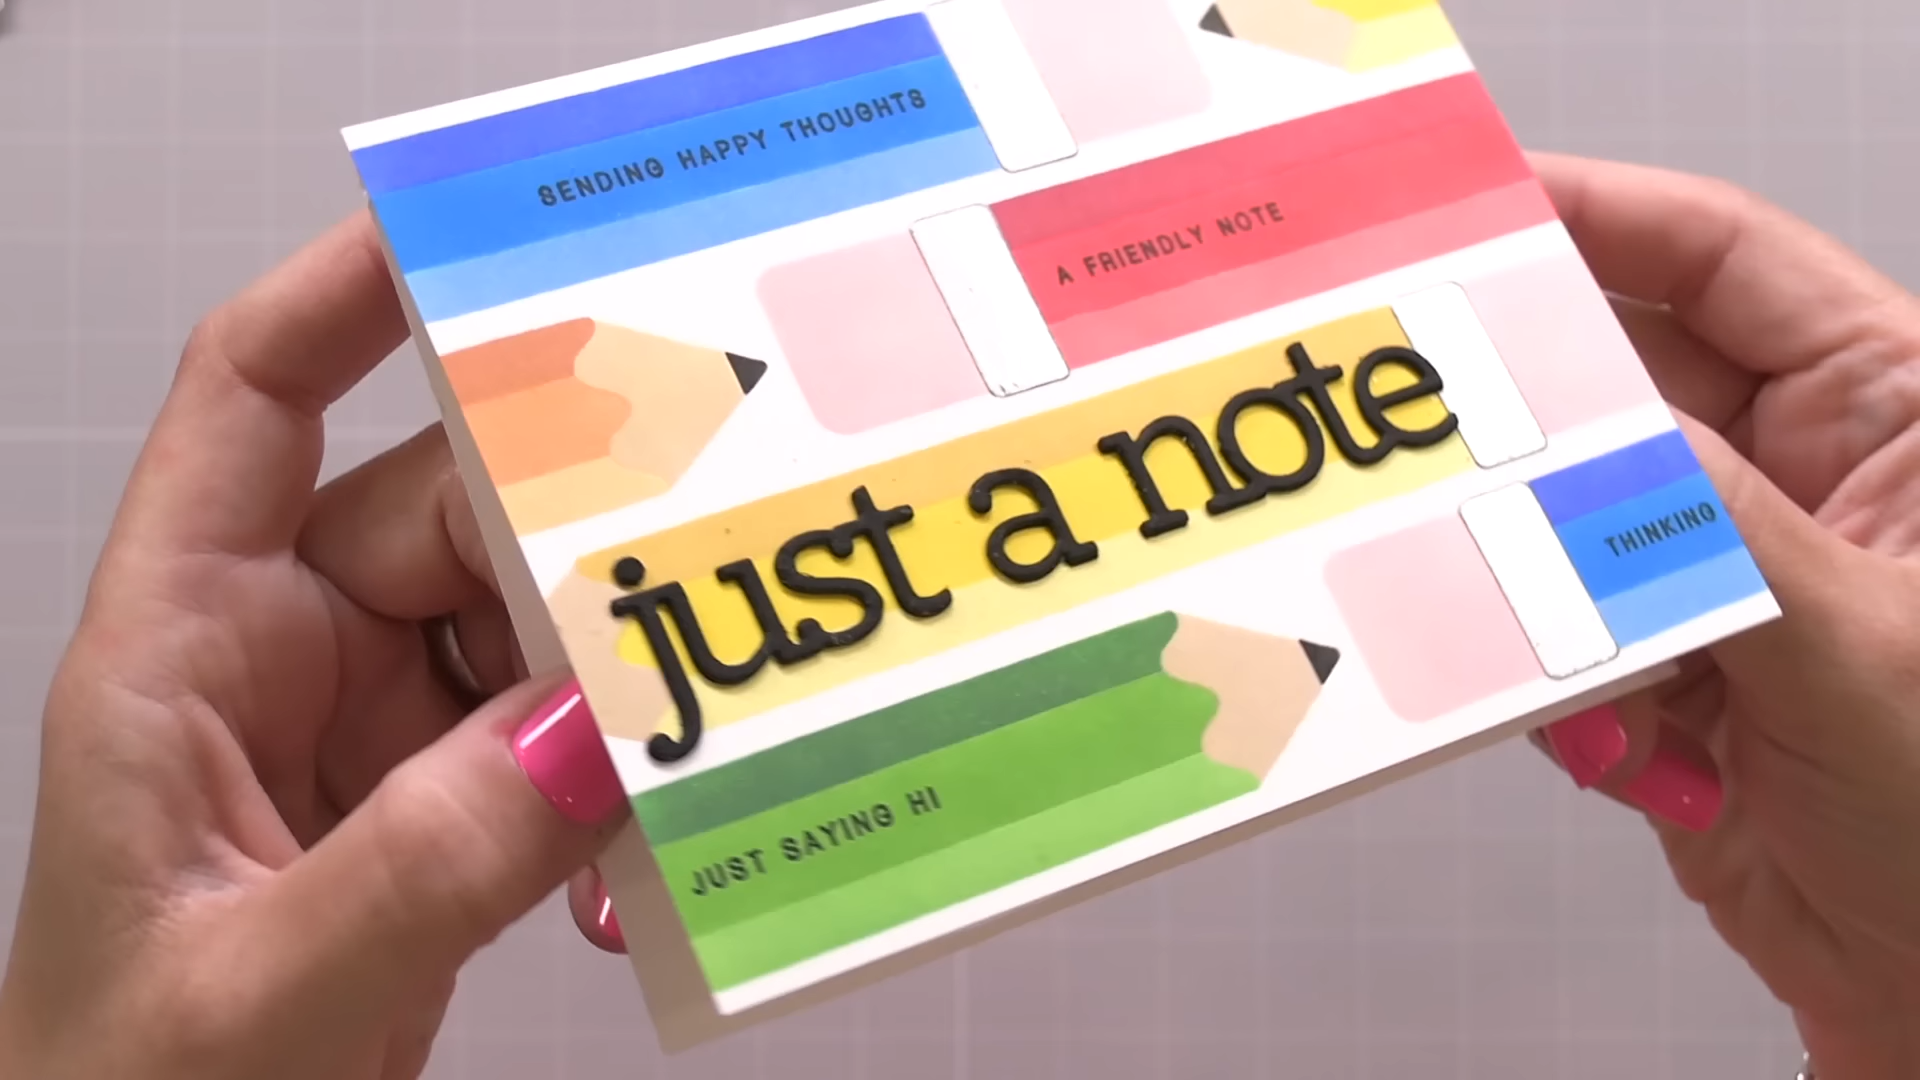 SENDING HAPPY THOUGHTS
A FRIENDLY NOTE
just a note
THINKING
JUST SAYING HI